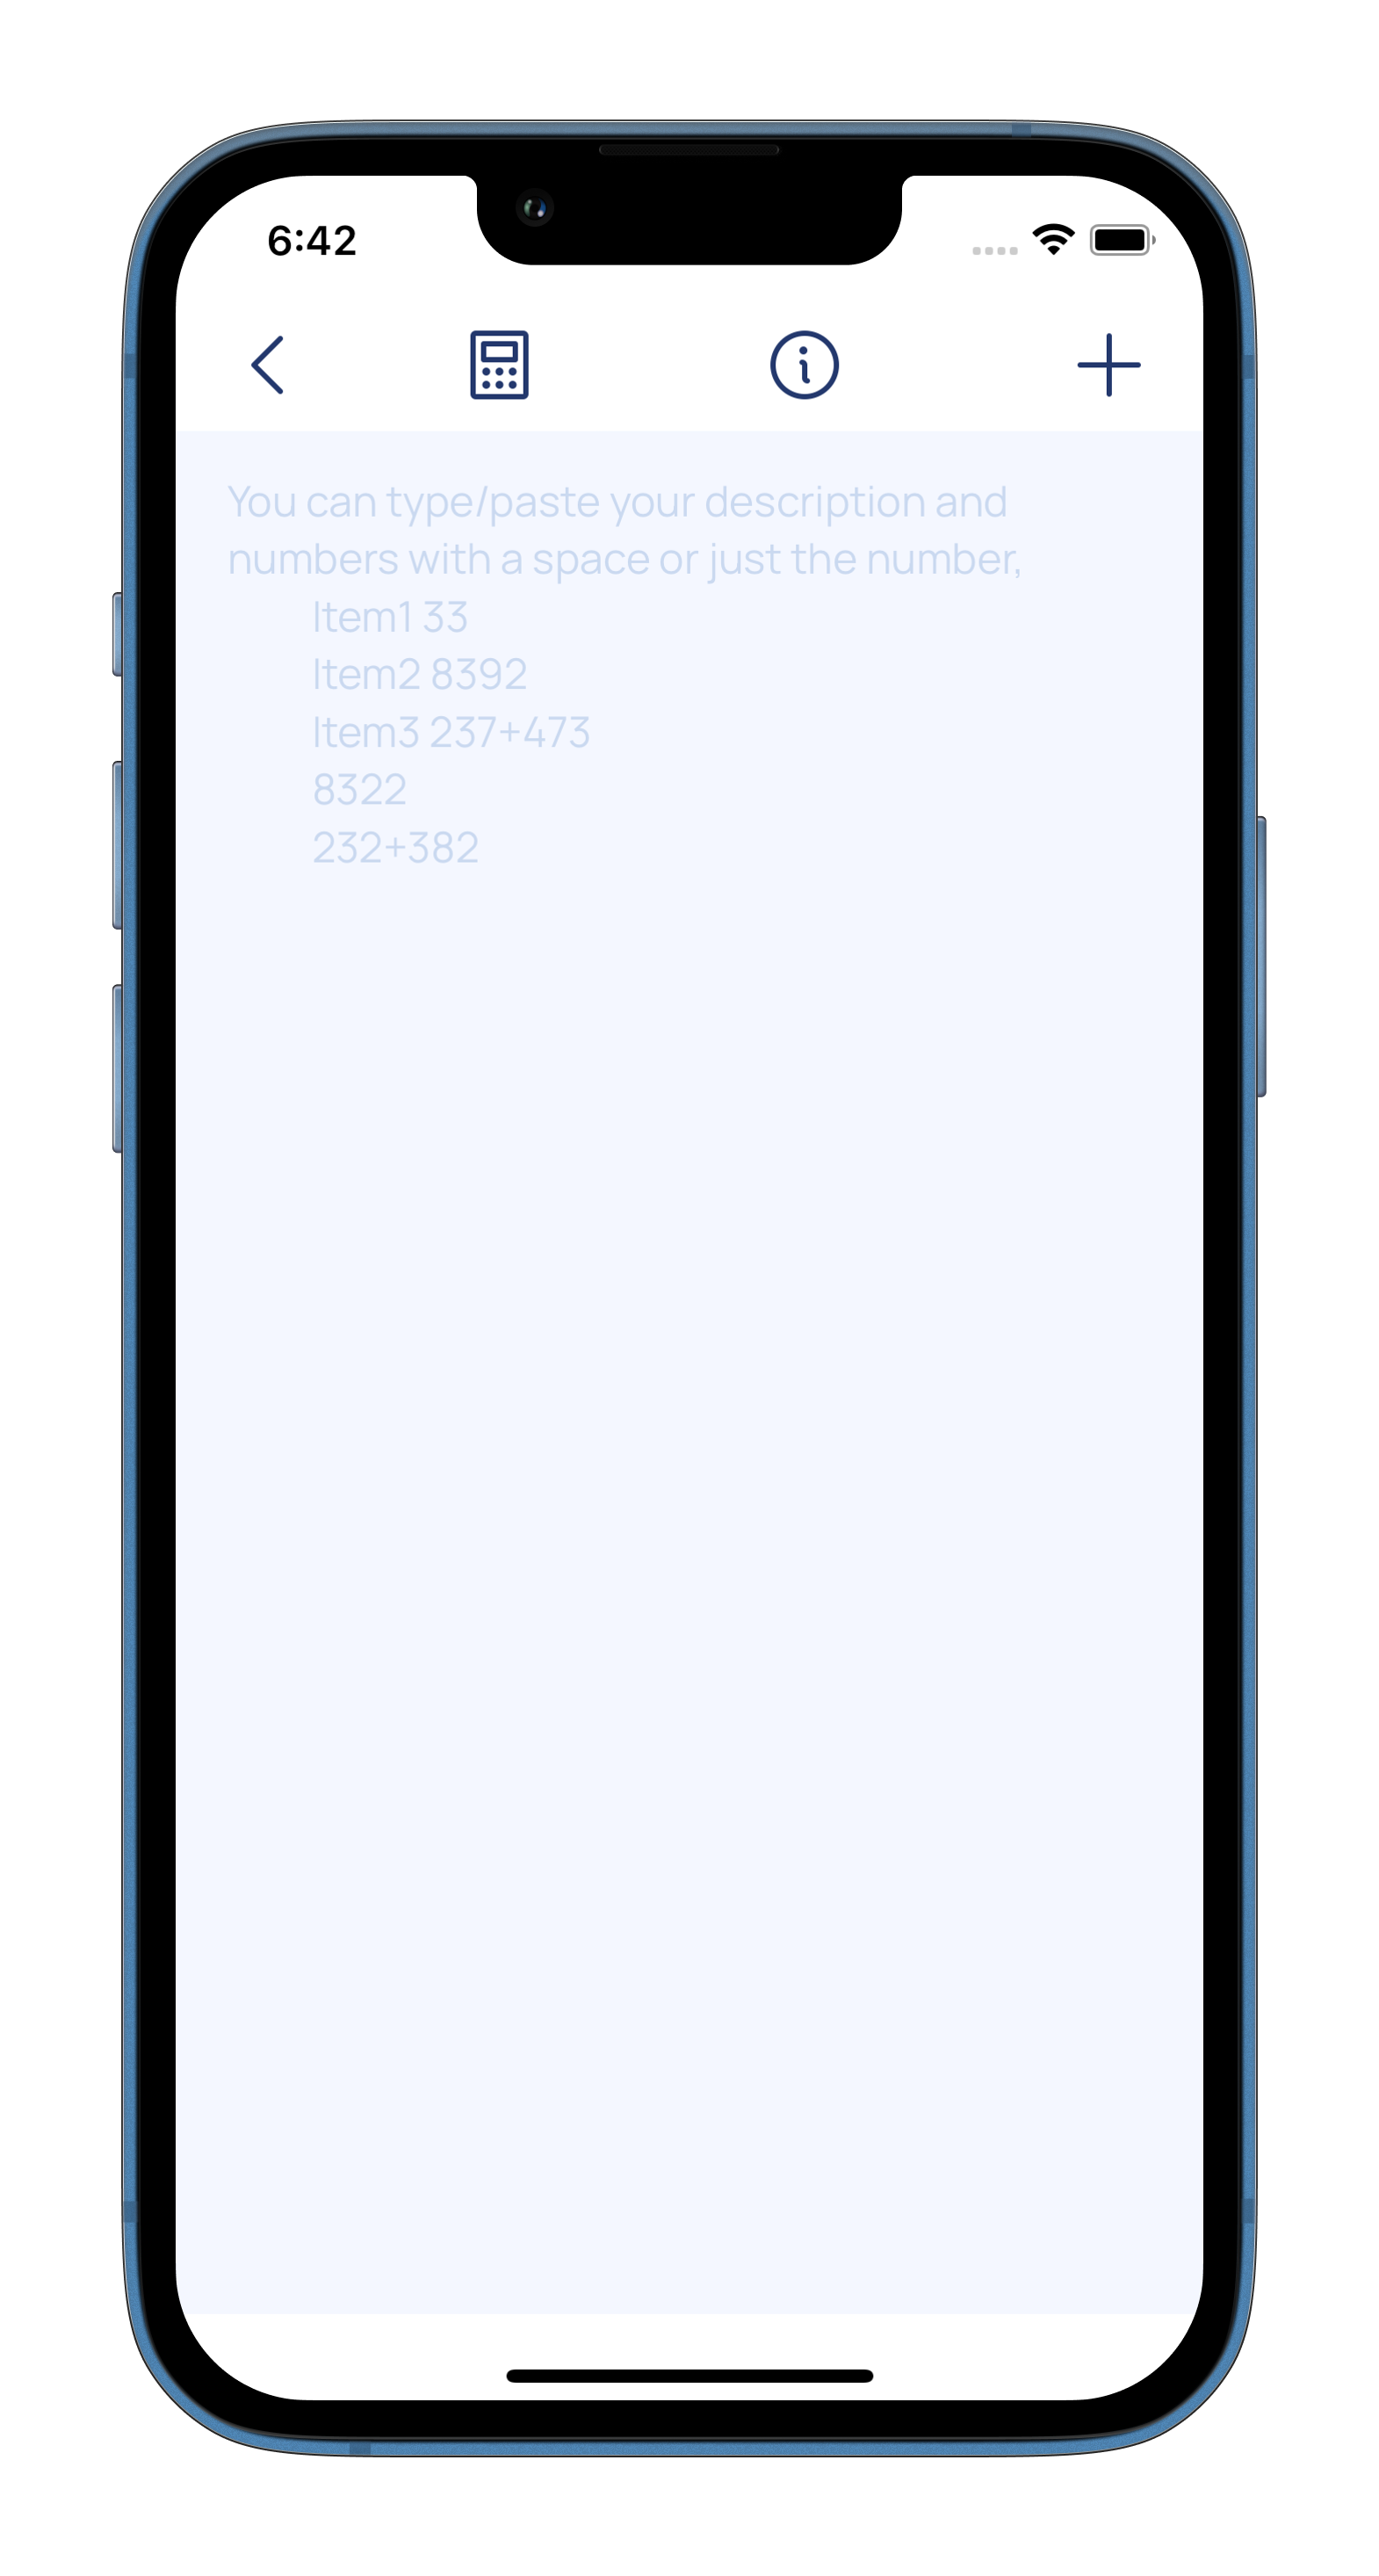 6:42
You can type/paste your description and
numbers with a space or just the number,
Item1 33
Item2 8392
Item3 237+473
8322
232+382